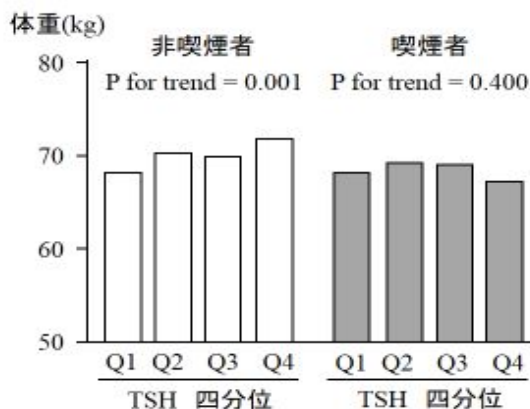 体重(kg)
非喫煙者 喫煙者
P for trend = 0.001 P for trend = 0.400
80
70
60
50
Q1 Q2 Q3 Q4 Q1 Q2 Q3 Q4
TSH 四分位 TSH 四分位